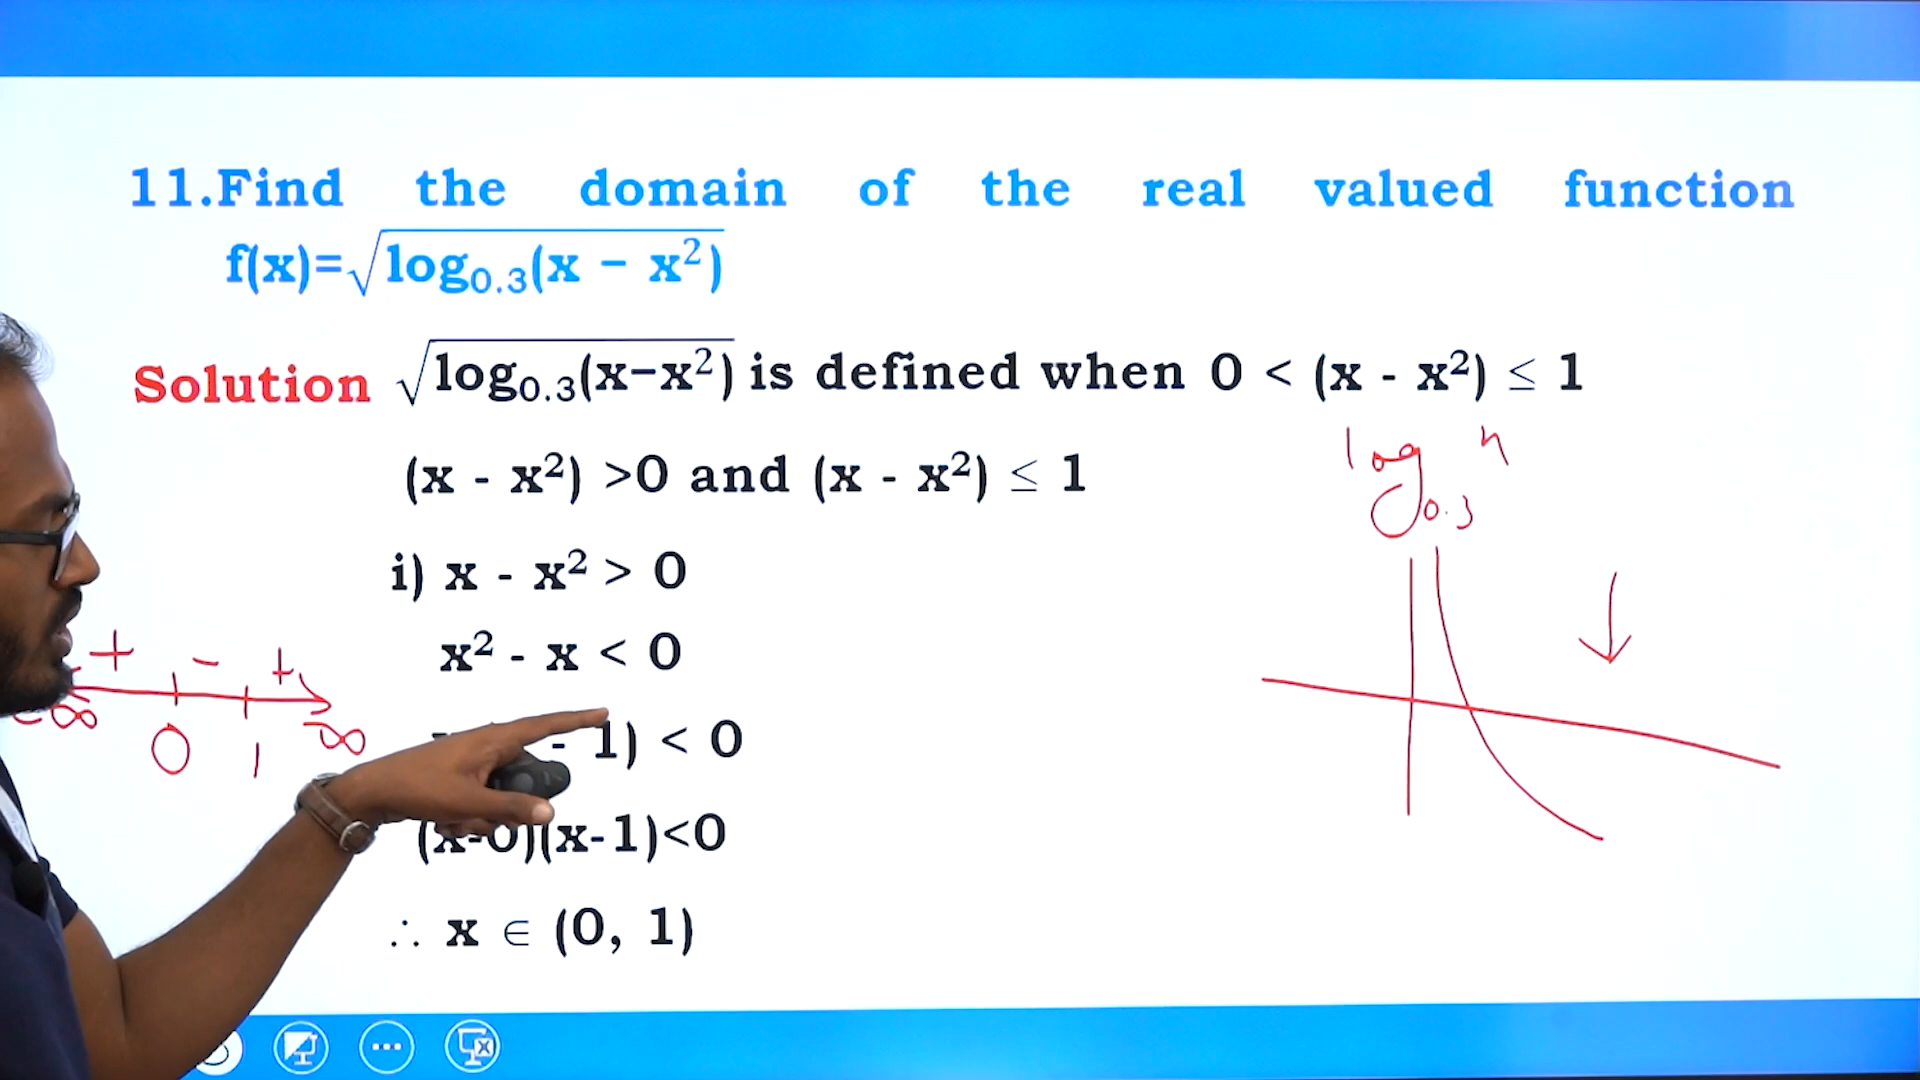 11.Find the domain of the real valued function
f(x)=√log₀.₃(x − x²)
Solution √log₀.₃(x−x²) is defined when 0 < (x - x²) ≤ 1
log₀.₃ x
(x - x²) >0 and (x - x²) ≤ 1
i) x - x² > 0
x² - x < 0
+ - +
-∞ 0 1 ∞
- 1) < 0
(x-0)(x-1)<0
∴ x ∈ (0, 1)